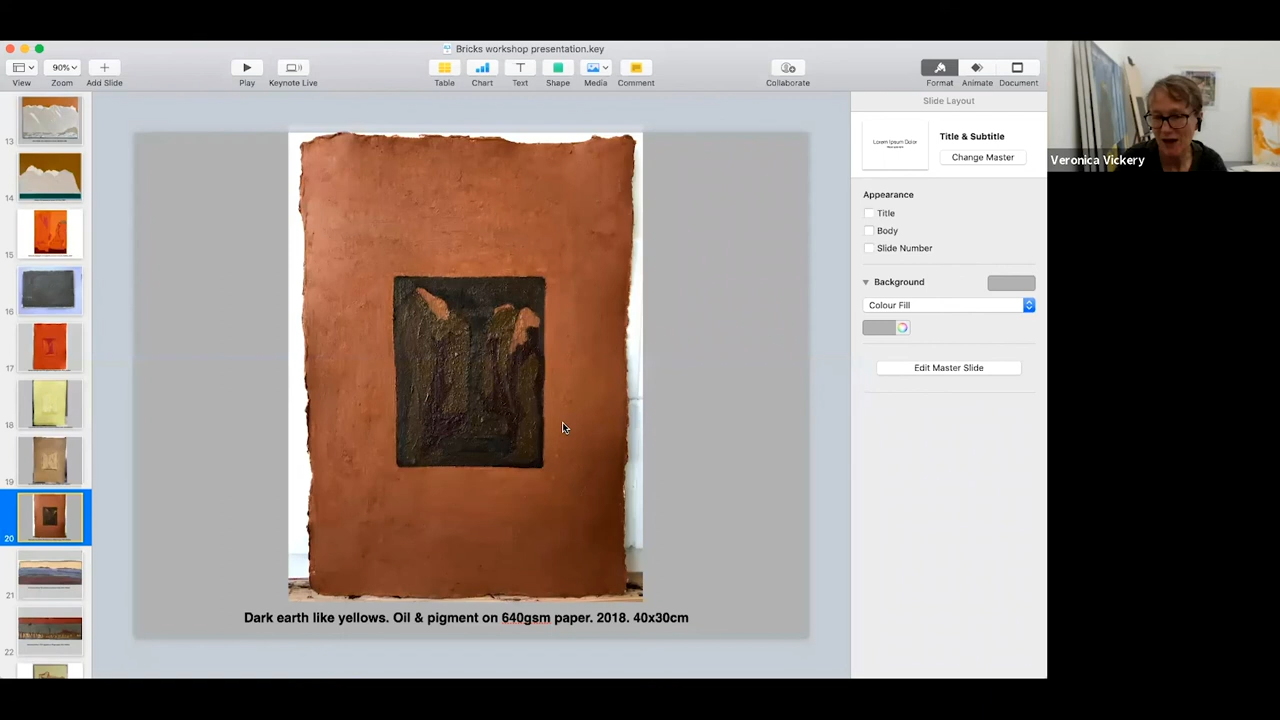 Bricks workshop presentation.key
90%
View Zoom Add Slide Play Keynote Live Table Chart Text Shape Media Comment Collaborate Format Animate Document
13
14
15
16
17
18
19
20
21
22
Dark earth like yellows. Oil & pigment on 640gsm paper. 2018. 40x30cm
Slide Layout
Lorem Ipsum Dolor
Title & Subtitle
Change Master
Appearance
Title
Body
Slide Number
Background
Colour Fill
Edit Master Slide
Veronica Vickery